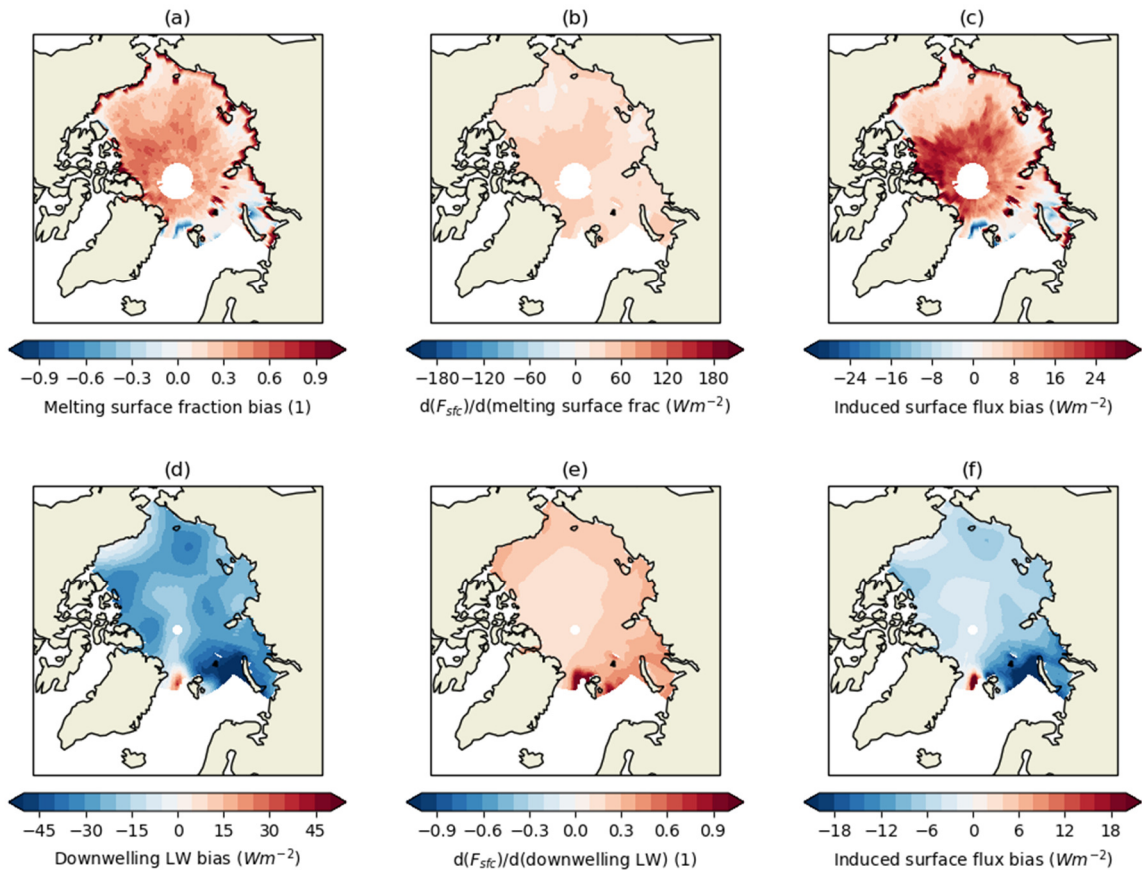 (a) (b) (c)
−0.9 −0.6 −0.3 0.0 0.3 0.6 0.9 −180 −120 −60 0 60 120 180 −24 −16 −8 0 8 16 24
Melting surface fraction bias (1) d(F_sfc)/d(melting surface frac (Wm⁻²) Induced surface flux bias (Wm⁻²)
(d) (e) (f)
−45 −30 −15 0 15 30 45 −0.9 −0.6 −0.3 0.0 0.3 0.6 0.9 −18 −12 −6 0 6 12 18
Downwelling LW bias (Wm⁻²) d(F_sfc)/d(downwelling LW) (1) Induced surface flux bias (Wm⁻²)